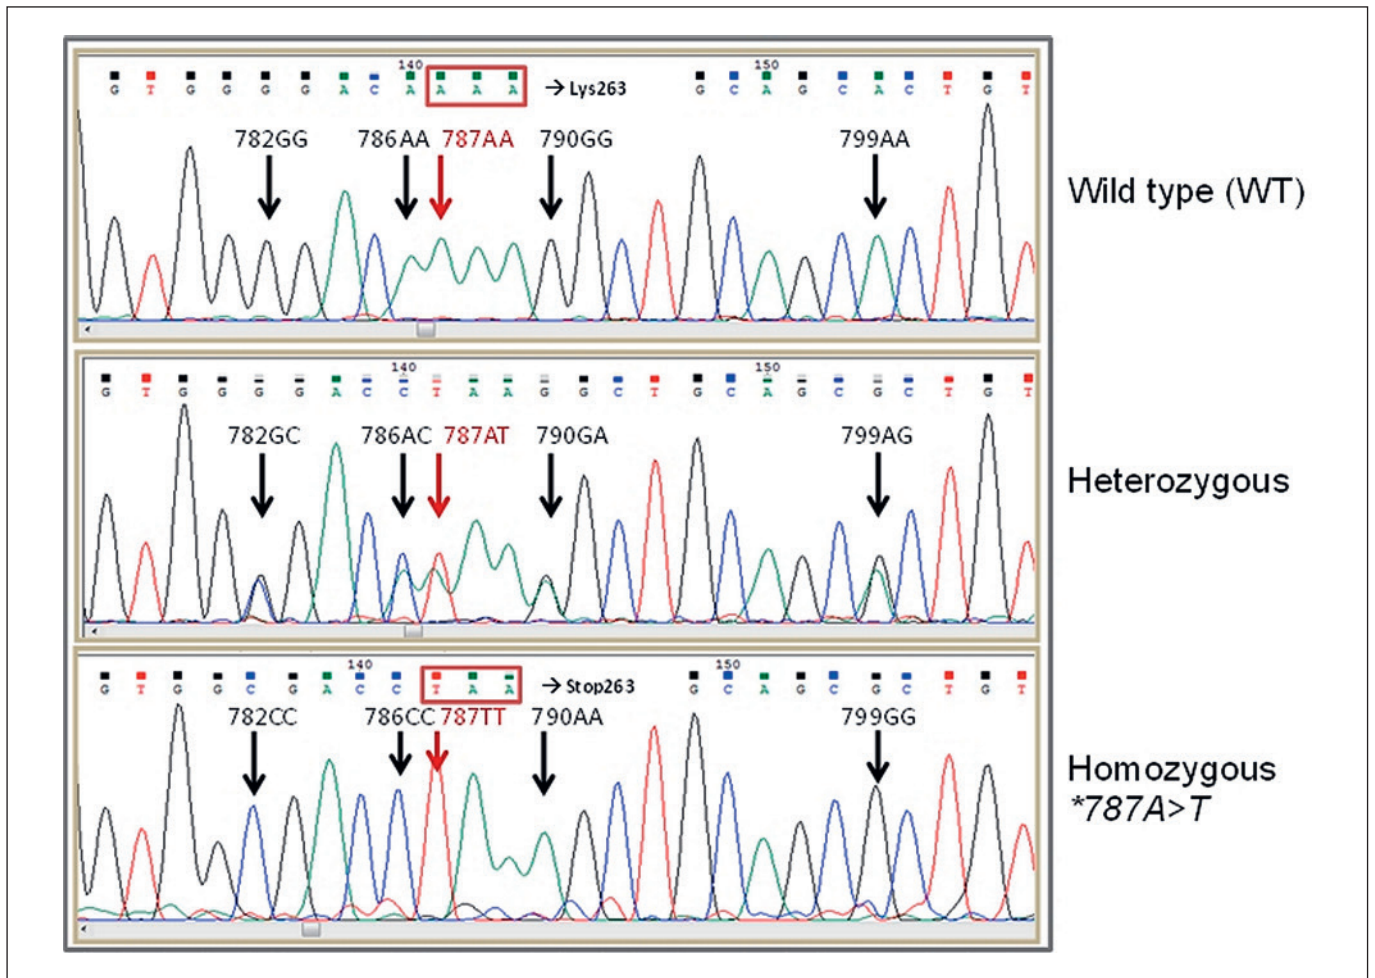 140 150
G T G G G G A C A A A A → Lys263 G C A G C A C T G T
782GG 786AA 787AA 790GG 799AA
Wild type (WT)
140 150
G T G G G G A C C T A A G G C T G C A G C G C T G T
782GC 786AC 787AT 790GA 799AG
Heterozygous
140 150
G T G G C G A C C T A A → Stop263 G C A G C G C T G T
782CC 786CC 787TT 790AA 799GG
Homozygous
*787A>T